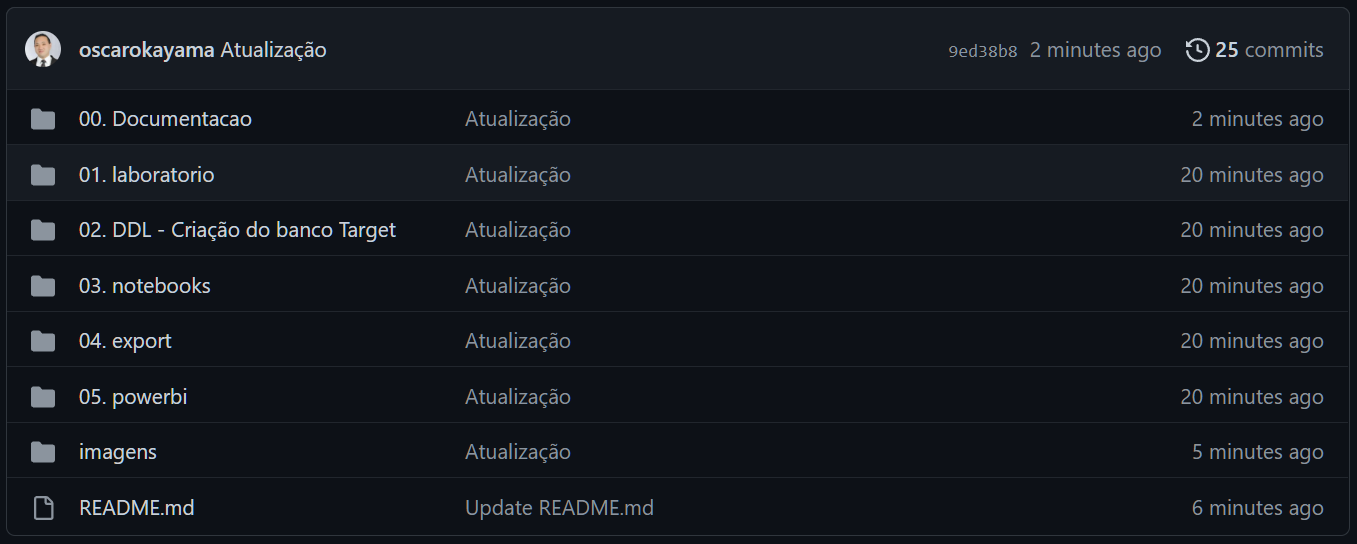 oscarokayama Atualização 9ed38b8 2 minutes ago 25 commits
00. Documentacao Atualização 2 minutes ago
01. laboratorio Atualização 20 minutes ago
02. DDL - Criação do banco Target Atualização 20 minutes ago
03. notebooks Atualização 20 minutes ago
04. export Atualização 20 minutes ago
05. powerbi Atualização 20 minutes ago
imagens Atualização 5 minutes ago
README.md Update README.md 6 minutes ago